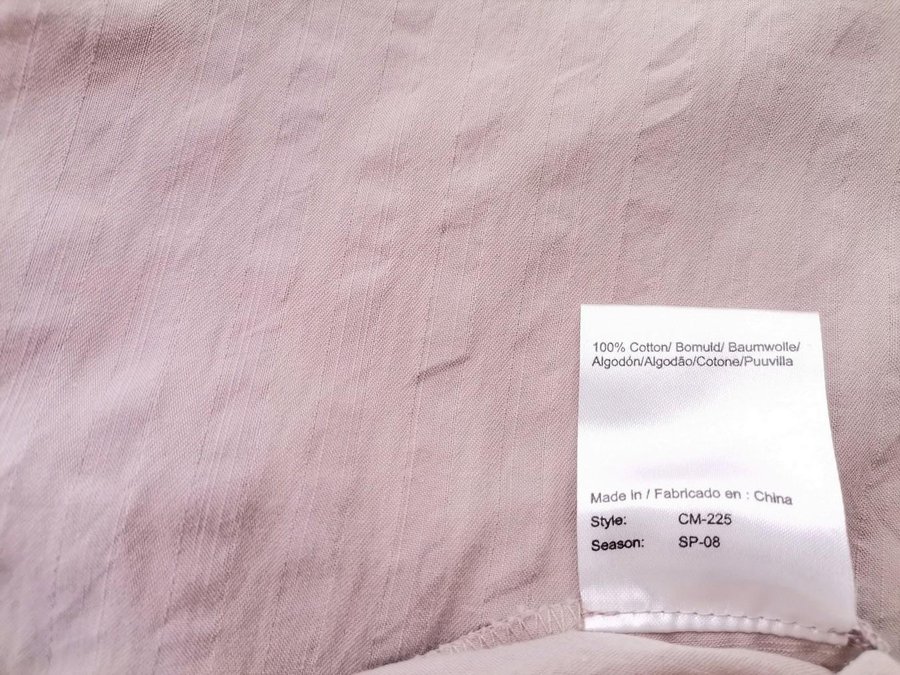 100% Cotton/ Bomuld/ Baumwolle/
Algodón/Algodão/Cotone/Puuvilla
Made in / Fabricado en : China
Style: CM-225
Season: SP-08